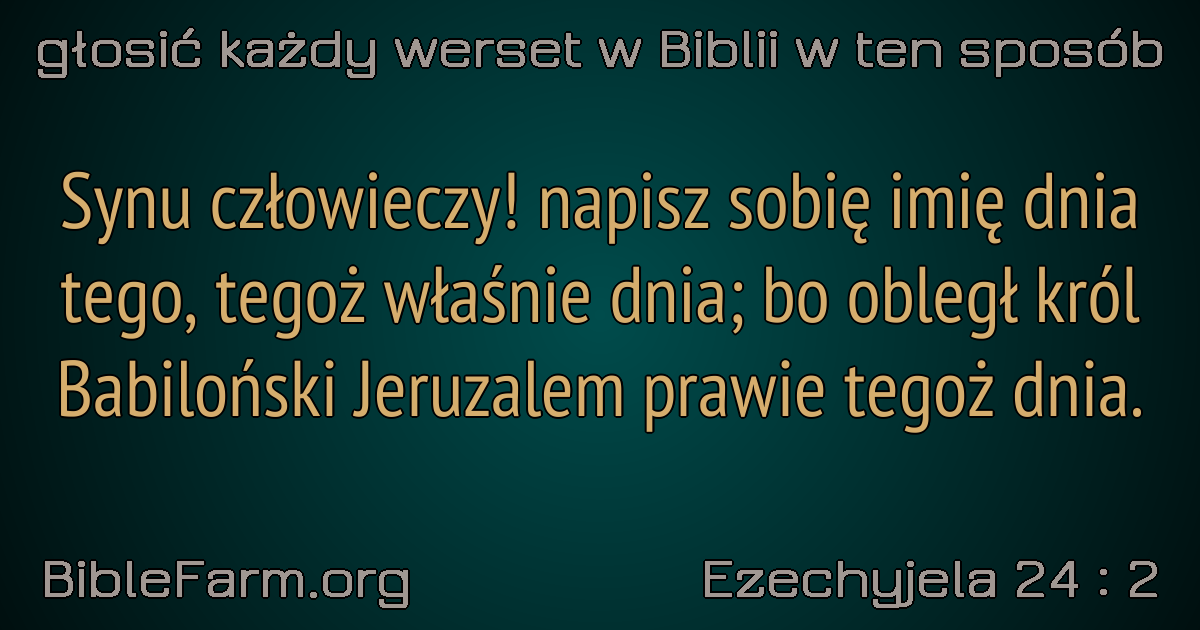 głosić każdy werset w Biblii w ten sposób
Synu człowieczy! napisz sobię imię dnia
tego, tegoż właśnie dnia; bo obległ król
Babiloński Jeruzalem prawie tegoż dnia.
BibleFarm.org
Ezechyjela 24 : 2